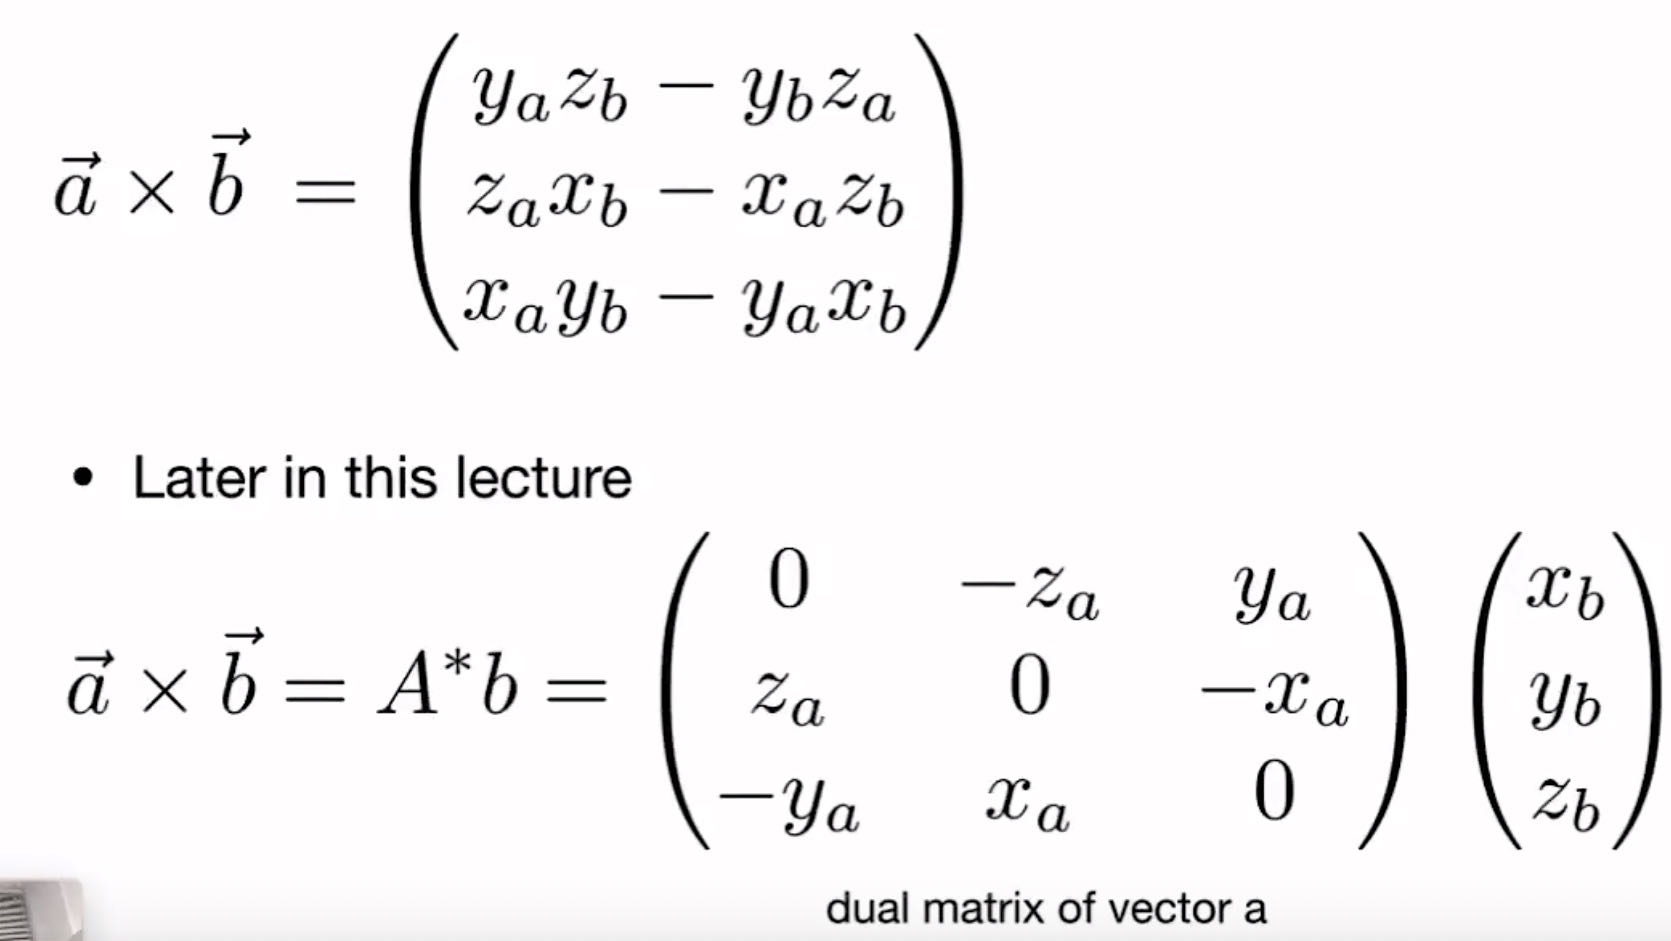 \vec{a} \times \vec{b} = \begin{pmatrix} y_a z_b - y_b z_a \\ z_a x_b - x_a z_b \\ x_a y_b - y_a x_b \end{pmatrix}
• Later in this lecture
\vec{a} \times \vec{b} = A^* b = \begin{pmatrix} 0 & -z_a & y_a \\ z_a & 0 & -x_a \\ -y_a & x_a & 0 \end{pmatrix} \begin{pmatrix} x_b \\ y_b \\ z_b \end{pmatrix}
dual matrix of vector a